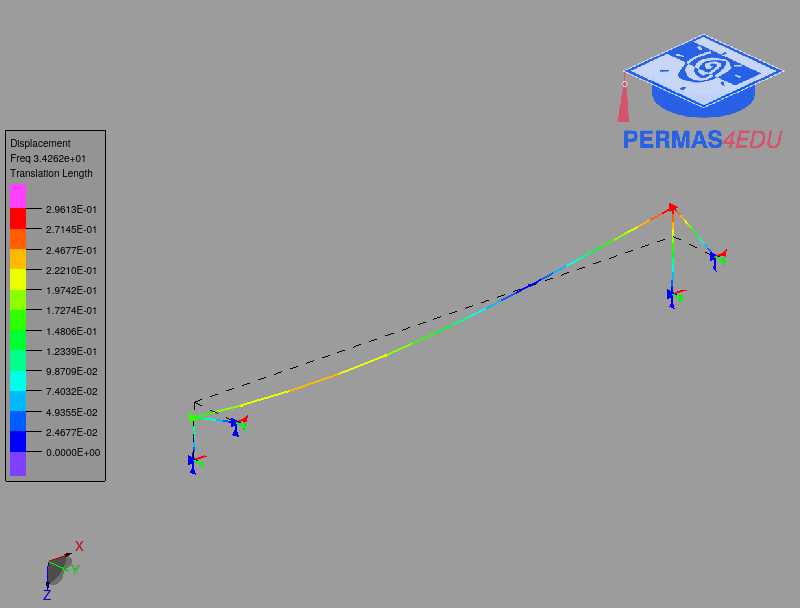 PERMAS4EDU
Displacement
Freq 3.4262e+01
Translation Length
2.9613E-01
2.7145E-01
2.4677E-01
2.2210E-01
1.9742E-01
1.7274E-01
1.4806E-01
1.2339E-01
9.8709E-02
7.4032E-02
4.9355E-02
2.4677E-02
0.0000E+00
X
Y
Z